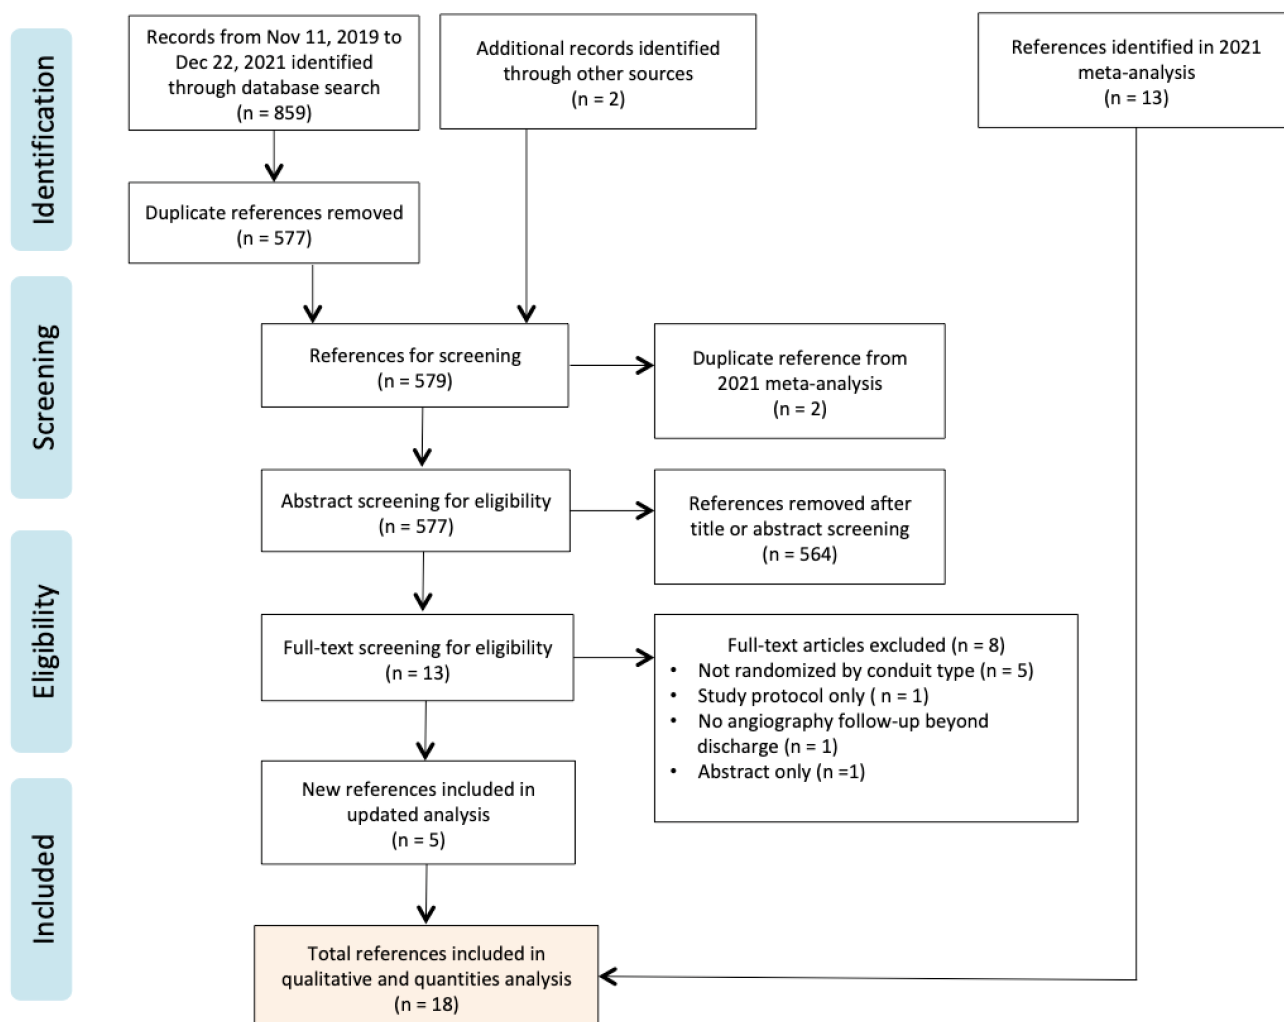 Identification
Records from Nov 11, 2019 to
Dec 22, 2021 identified
through database search
(n = 859)
Additional records identified
through other sources
(n = 2)
References identified in 2021
meta-analysis
(n = 13)
Duplicate references removed
(n = 577)
Screening
References for screening
(n = 579)
Duplicate reference from
2021 meta-analysis
(n = 2)
Abstract screening for eligibility
(n = 577)
References removed after
title or abstract screening
(n = 564)
Eligibility
Full-text screening for eligibility
(n = 13)
Full-text articles excluded (n = 8)
• Not randomized by conduit type (n = 5)
• Study protocol only ( n = 1)
• No angiography follow-up beyond
discharge (n = 1)
• Abstract only (n =1)
Included
New references included in
updated analysis
(n = 5)
Total references included in
qualitative and quantities analysis
(n = 18)